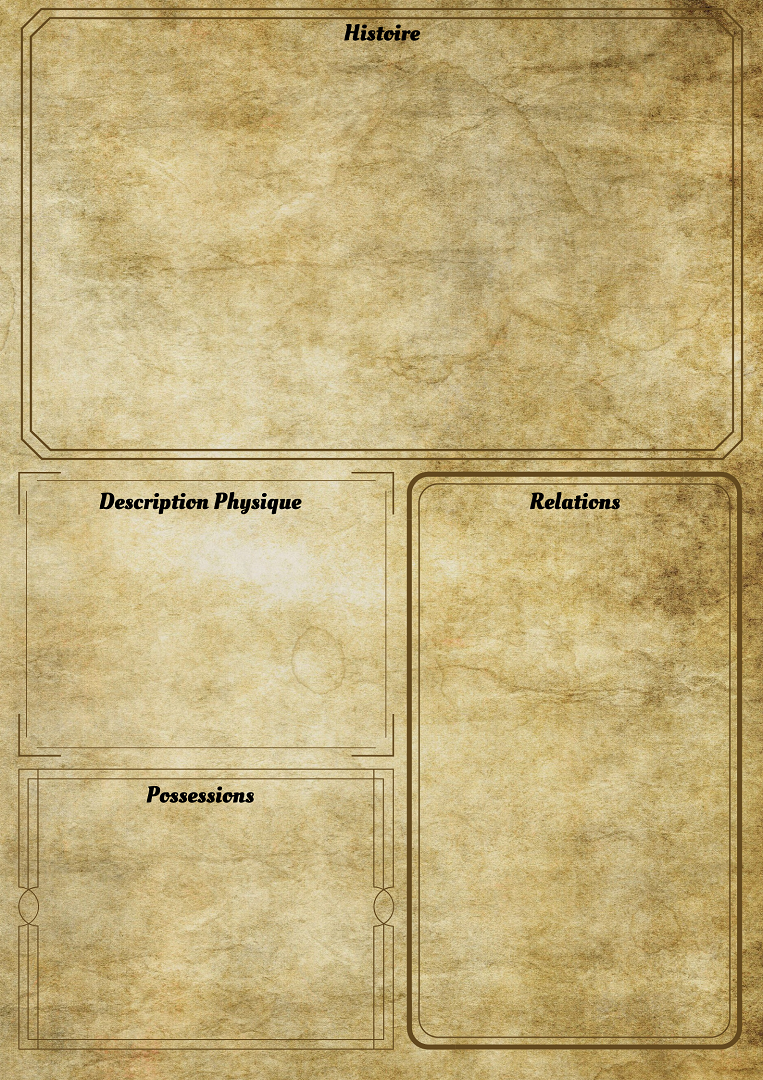 Histoire
Description Physique
Relations
Possessions